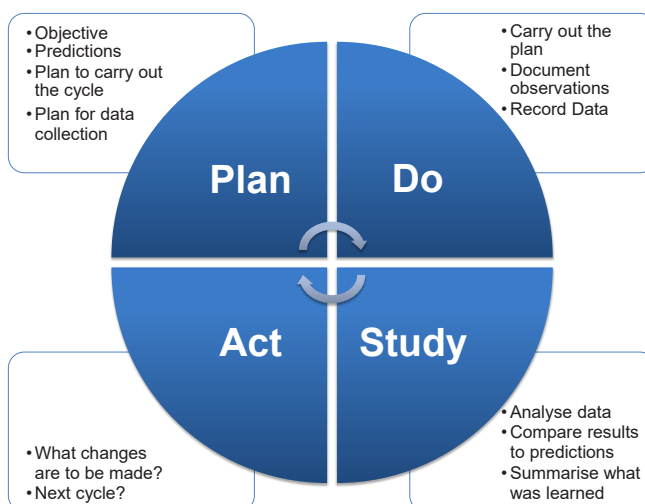 • Objective
• Predictions
• Plan to carry out
the cycle
• Plan for data
collection
• Carry out the
plan
• Document
observations
• Record Data
Plan
Do
Act
Study
• What changes
are to be made?
• Next cycle?
• Analyse data
• Compare results
to predictions
• Summarise what
was learned